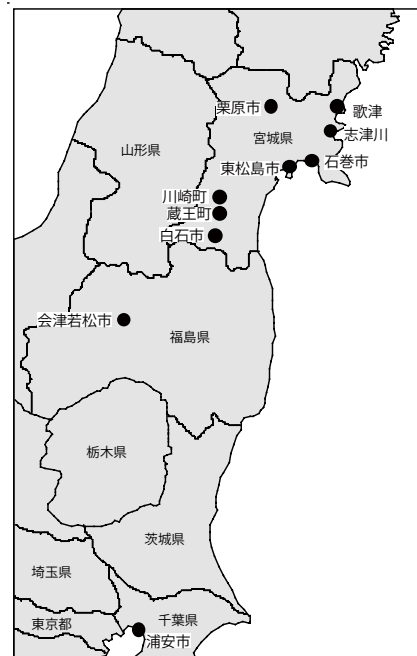 栗原市
歌津
宮城県
志津川
山形県
石巻市
東松島市
川崎町
蔵王町
白石市
会津若松市
福島県
栃木県
茨城県
埼玉県
千葉県
東京都
浦安市